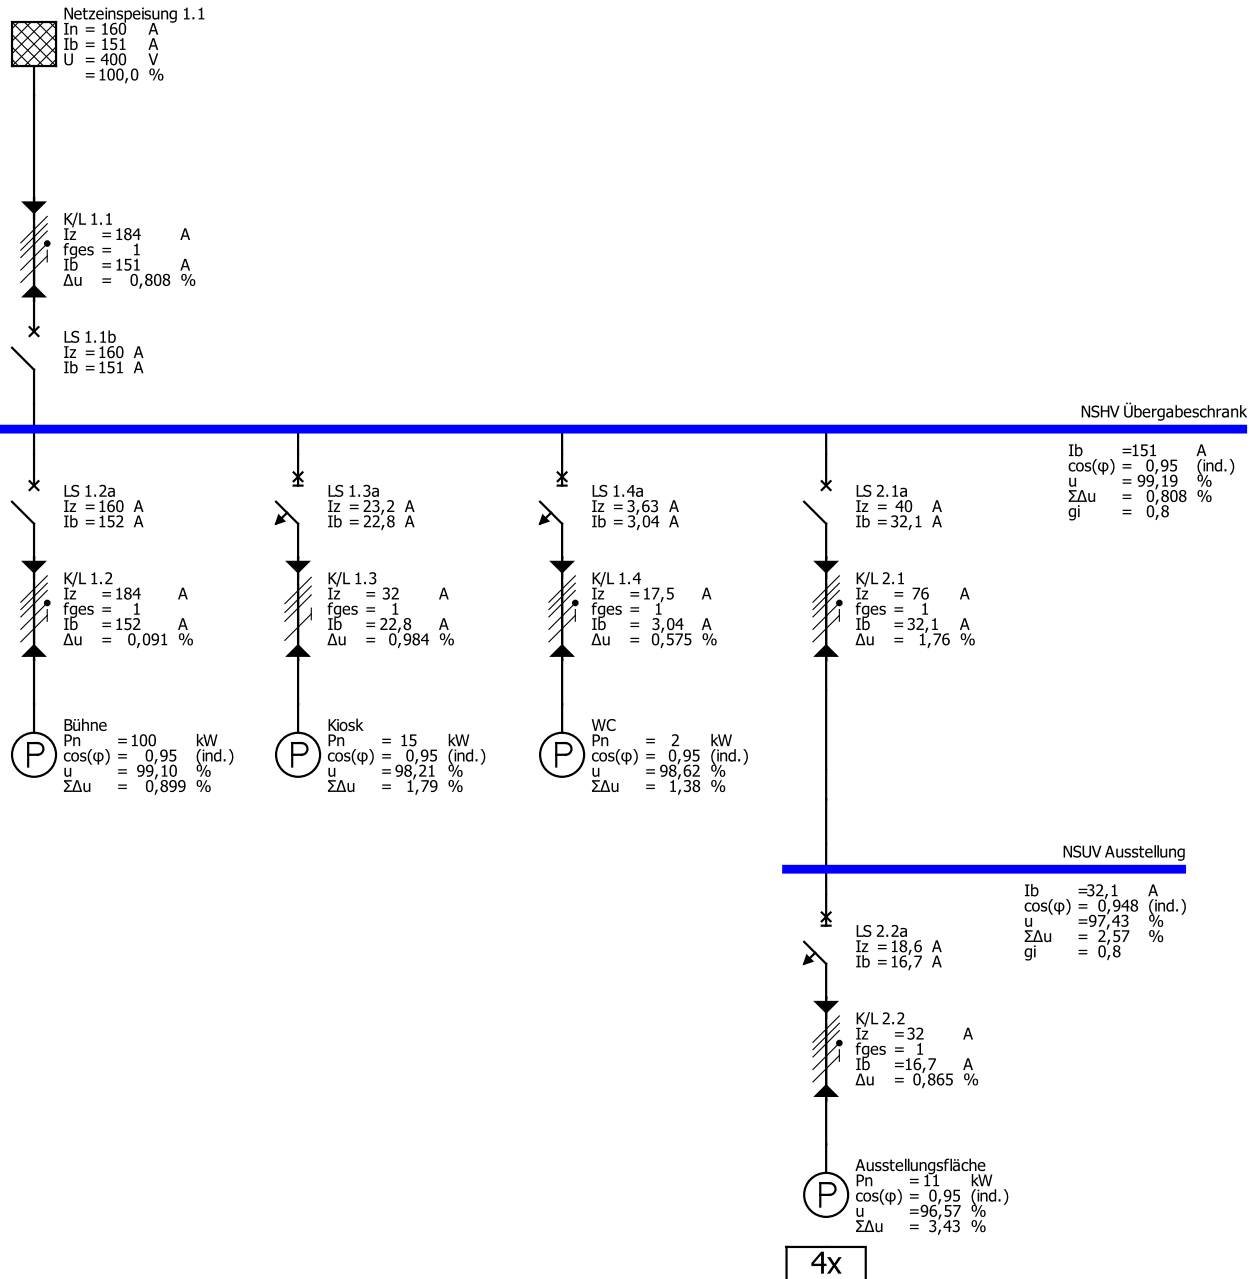 Netzeinspeisung 1.1
In = 160 A
Ib = 151 A
U = 400 V
= 100,0 %
K/L 1.1
Iz = 184 A
fges = 1
Ib = 151 A
Δu = 0,808 %
LS 1.1b
Iz = 160 A
Ib = 151 A
NSHV Übergabeschrank
Ib = 151 A
cos(φ) = 0,95 (ind.)
u = 99,19 %
ΣΔu = 0,808 %
gi = 0,8
LS 1.2a
Iz = 160 A
Ib = 152 A
K/L 1.2
Iz = 184 A
fges = 1
Ib = 152 A
Δu = 0,091 %
P
Bühne
Pn = 100 kW
cos(φ) = 0,95 (ind.)
u = 99,10 %
ΣΔu = 0,899 %
LS 1.3a
Iz = 23,2 A
Ib = 22,8 A
K/L 1.3
Iz = 32 A
fges = 1
Ib = 22,8 A
Δu = 0,984 %
P
Kiosk
Pn = 15 kW
cos(φ) = 0,95 (ind.)
u = 98,21 %
ΣΔu = 1,79 %
LS 1.4a
Iz = 3,63 A
Ib = 3,04 A
K/L 1.4
Iz = 17,5 A
fges = 1
Ib = 3,04 A
Δu = 0,575 %
P
WC
Pn = 2 kW
cos(φ) = 0,95 (ind.)
u = 98,62 %
ΣΔu = 1,38 %
LS 2.1a
Iz = 40 A
Ib = 32,1 A
K/L 2.1
Iz = 76 A
fges = 1
Ib = 32,1 A
Δu = 1,76 %
NSUV Ausstellung
Ib = 32,1 A
cos(φ) = 0,948 (ind.)
u = 97,43 %
ΣΔu = 2,57 %
gi = 0,8
LS 2.2a
Iz = 18,6 A
Ib = 16,7 A
K/L 2.2
Iz = 32 A
fges = 1
Ib = 16,7 A
Δu = 0,865 %
P
Ausstellungsfläche
Pn = 11 kW
cos(φ) = 0,95 (ind.)
u = 96,57 %
ΣΔu = 3,43 %
4x